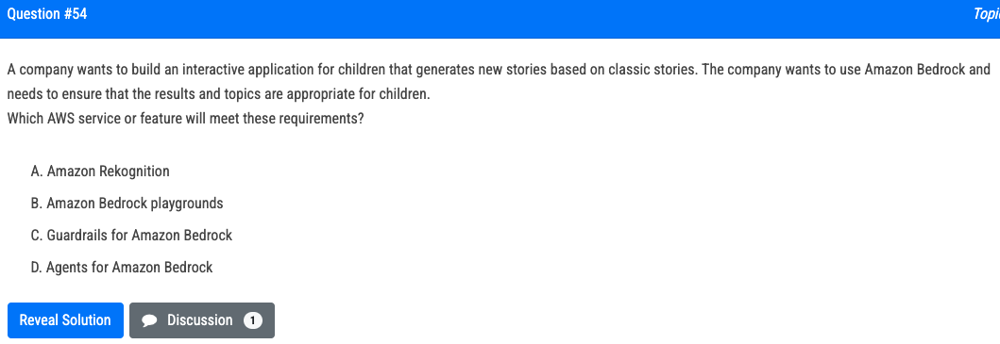 Question #54
A company wants to build an interactive application for children that generates new stories based on classic stories. The company wants to use Amazon Bedrock and
needs to ensure that the results and topics are appropriate for children.
Which AWS service or feature will meet these requirements?
A. Amazon Rekognition
B. Amazon Bedrock playgrounds
C. Guardrails for Amazon Bedrock
D. Agents for Amazon Bedrock
Reveal Solution
Discussion 1